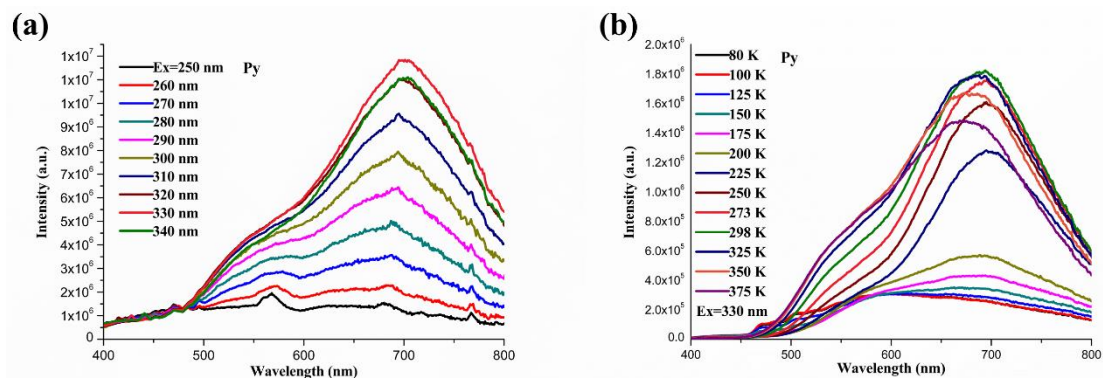 (a)
Intensity (a.u.)
1x10⁷
1x10⁷
1x10⁷
9x10⁶
8x10⁶
7x10⁶
6x10⁶
5x10⁶
4x10⁶
3x10⁶
2x10⁶
1x10⁶
0
Ex=250 nm Py
260 nm
270 nm
280 nm
290 nm
300 nm
310 nm
320 nm
330 nm
340 nm
400 500 600 700 800
Wavelength (nm)
(b)
Intensity (a.u.)
2.0x10⁶
1.8x10⁶
1.6x10⁶
1.4x10⁶
1.2x10⁶
1.0x10⁶
8.0x10⁵
6.0x10⁵
4.0x10⁵
2.0x10⁵
0.0
80 K Py
100 K
125 K
150 K
175 K
200 K
225 K
250 K
273 K
298 K
325 K
350 K
375 K
Ex=330 nm
400 500 600 700 800
Wavelength (nm)